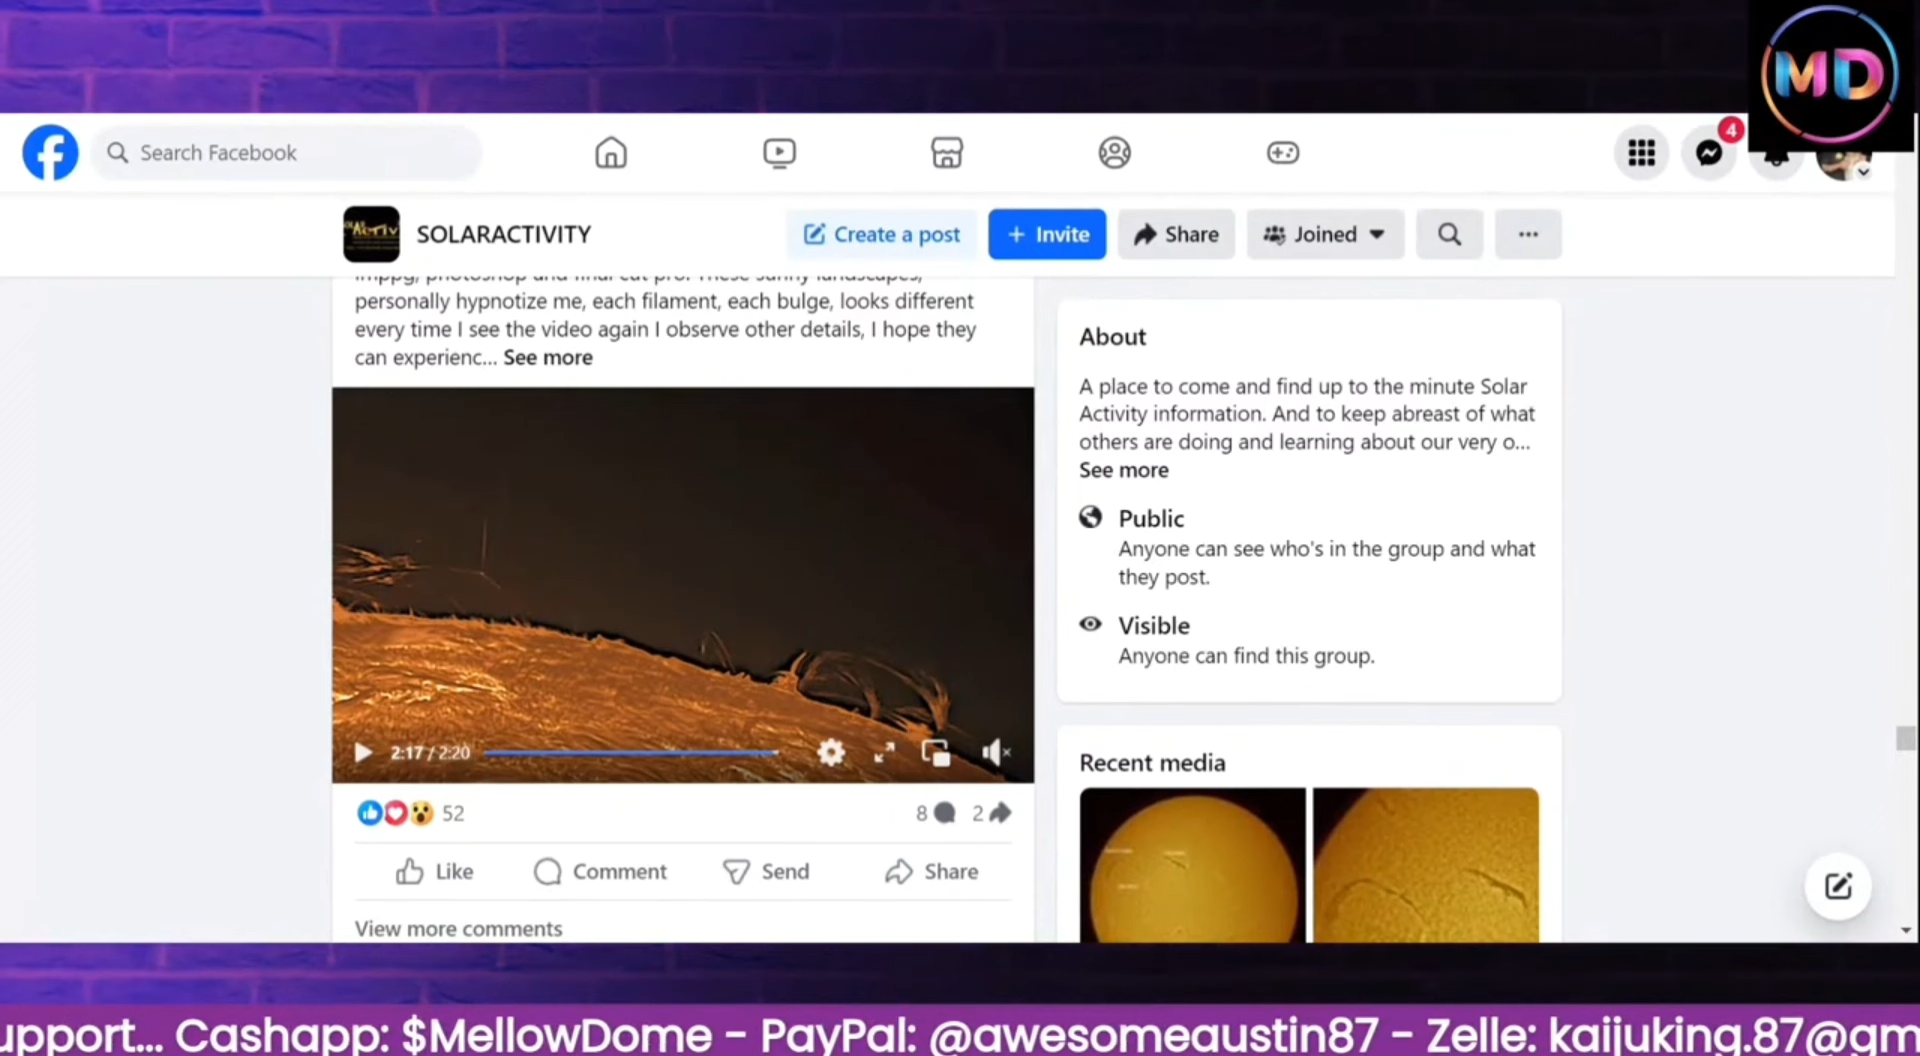 MD
Search Facebook
4
SOLARACTIVITY
Create a post
+ Invite
Share
Joined
imppg, photoshop and final cut pro. These sunny landscapes,
personally hypnotize me, each filament, each bulge, looks different
every time I see the video again I observe other details, I hope they
can experienc... See more
2:17 / 2:20
52
8
2
Like
Comment
Send
Share
View more comments
About
A place to come and find up to the minute Solar
Activity information. And to keep abreast of what
others are doing and learning about our very o...
See more
Public
Anyone can see who's in the group and what
they post.
Visible
Anyone can find this group.
Recent media
upport... Cashapp: $MellowDome - PayPal: @awesomeaustin87 - Zelle: kaijuking.87@gm